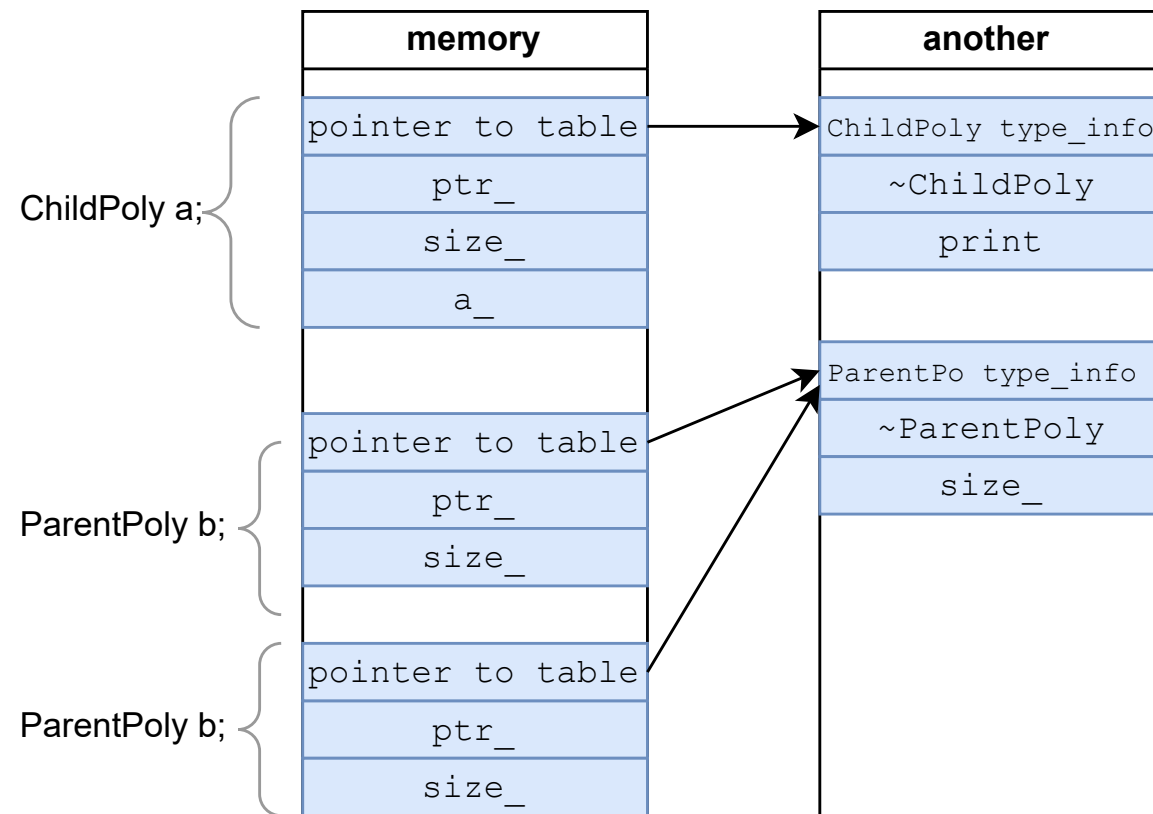 memory
another
ChildPoly a;
pointer to table
ptr_
size_
a_
ChildPoly type_info
~ChildPoly
print
ParentPoly b;
pointer to table
ptr_
size_
ParentPo type_info
~ParentPoly
size_
ParentPoly b;
pointer to table
ptr_
size_